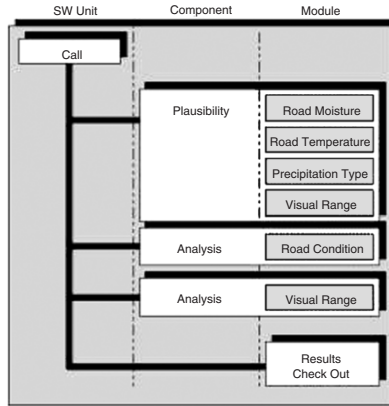 SW Unit Component Module
Call
Plausibility
Road Moisture
Road Temperature
Precipitation Type
Visual Range
Analysis
Road Condition
Analysis
Visual Range
Results
Check Out